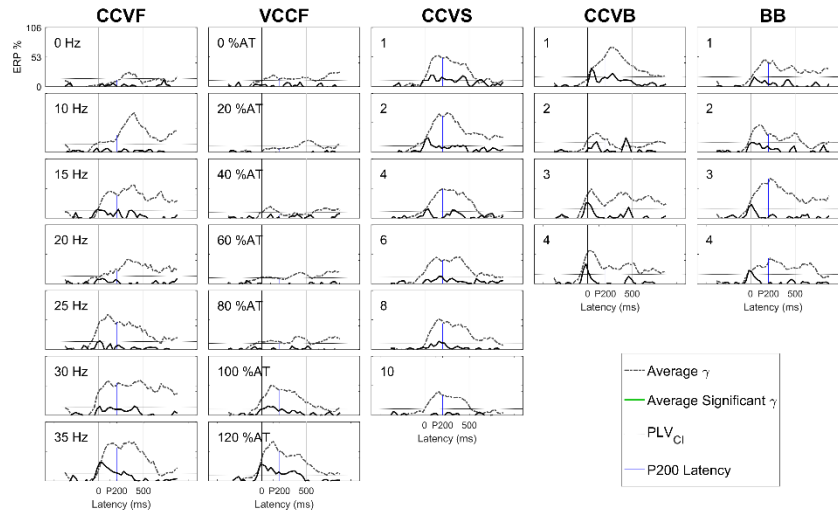 CCVF VCCF CCVS CCVB BB
106
53
0
ERP %
0 Hz 0 %AT 1 1 1
10 Hz 20 %AT 2 2 2
15 Hz 40 %AT 4 3 3
20 Hz 60 %AT 6 4 4
0 P200 500 0 P200 500
Latency (ms) Latency (ms)
25 Hz 80 %AT 8
30 Hz 100 %AT 10
0 P200 500
Latency (ms)
35 Hz 120 %AT
0 P200 500 0 P200 500
Latency (ms) Latency (ms)
Average γ
Average Significant γ
PLV_CI
P200 Latency